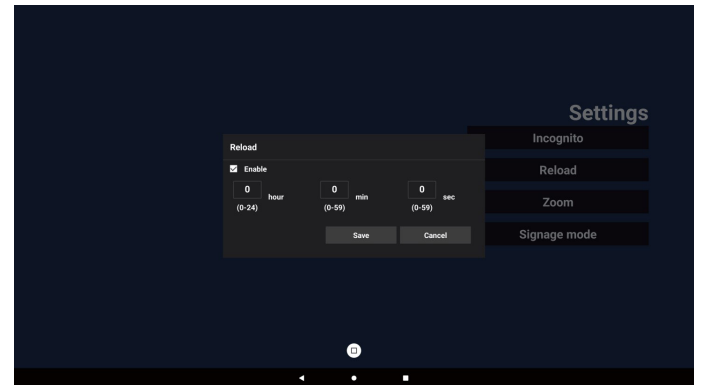 Settings
Incognito
Reload
Zoom
Signage mode
Reload
Enable
0 hour 0 min 0 sec
(0-24) (0-59) (0-59)
Save Cancel